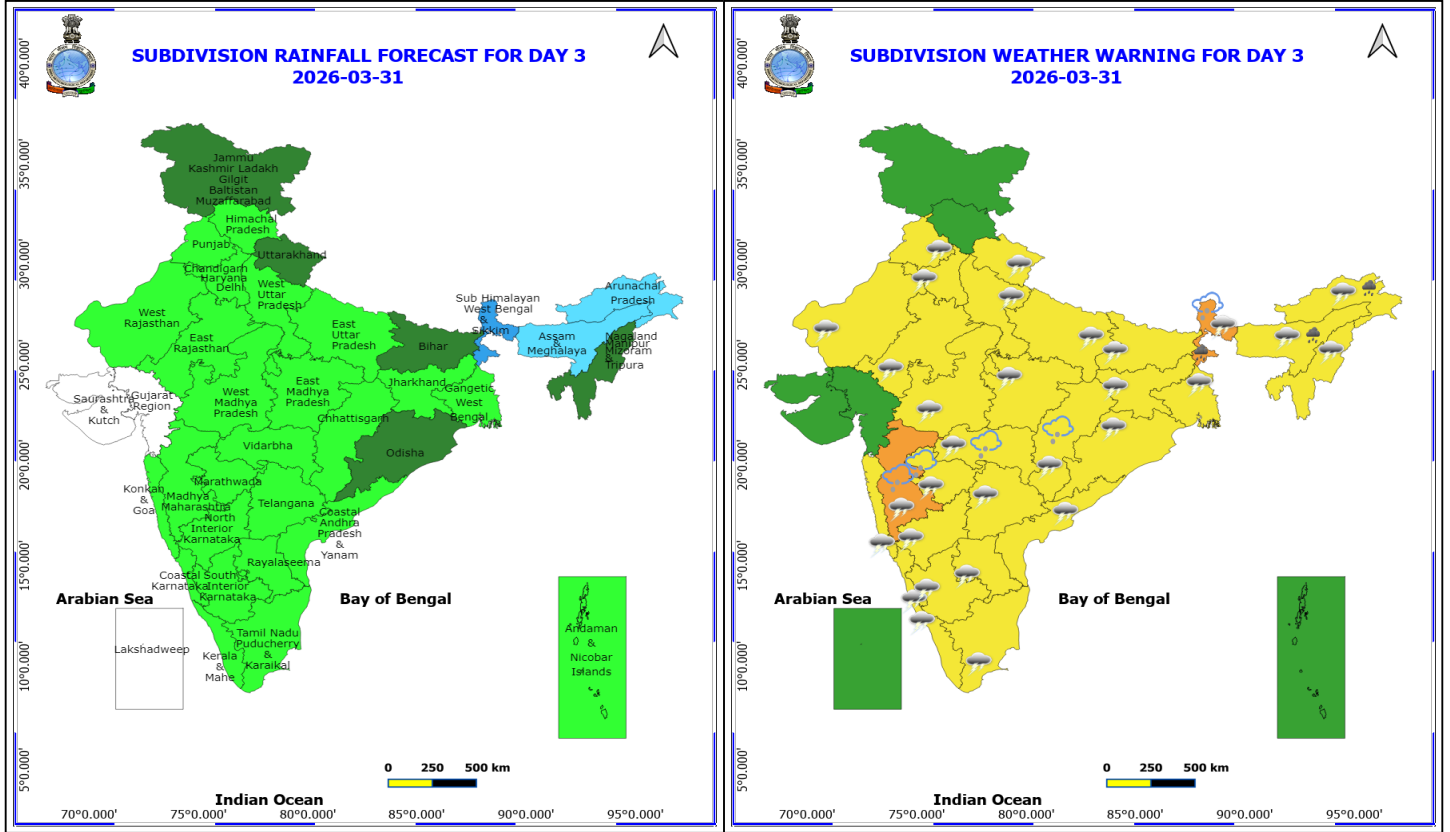 SUBDIVISION RAINFALL FORECAST FOR DAY 3
2026-03-31
40°0.000'
35°0.000'
30°0.000'
25°0.000'
20°0.000'
15°0.000'
10°0.000'
5°0.000'
Jammu
Kashmir Ladakh
Gilgit
Baltistan
Muzaffarabad
Himachal
Pradesh
Punjab
Uttarakhand
Chandigarh
Haryana
Delhi
West
Uttar
Pradesh
West
Rajasthan
East
Rajasthan
East
Uttar
Pradesh
Bihar
Sub Himalayan
West Bengal
&
Sikkim
Arunachal
Pradesh
Assam
&
Meghalaya
Nagaland
Manipur
Mizoram
&
Tripura
Saurashtra
&
Kutch
Gujarat
Region
West
Madhya
Pradesh
East
Madhya
Pradesh
Jharkhand
Gangetic
West
Bengal
Chhattisgarh
Vidarbha
Odisha
Konkan
&
Goa
Marathwada
Madhya
Maharashtra
North
Interior
Karnataka
Telangana
Coastal
Andhra
Pradesh
&
Yanam
Rayalaseema
Coastal
Karnataka
South
Interior
Karnataka
Arabian Sea
Bay of Bengal
Lakshadweep
Kerala
&
Mahe
Tamil Nadu
Puducherry
&
Karaikal
Andaman
&
Nicobar
Islands
0 250 500 km
Indian Ocean
70°0.000' 75°0.000' 80°0.000' 85°0.000' 90°0.000' 95°0.000'
SUBDIVISION WEATHER WARNING FOR DAY 3
2026-03-31
40°0.000'
35°0.000'
30°0.000'
25°0.000'
20°0.000'
15°0.000'
10°0.000'
5°0.000'
Arabian Sea
Bay of Bengal
0 250 500 km
Indian Ocean
70°0.000' 75°0.000' 80°0.000' 85°0.000' 90°0.000' 95°0.000'